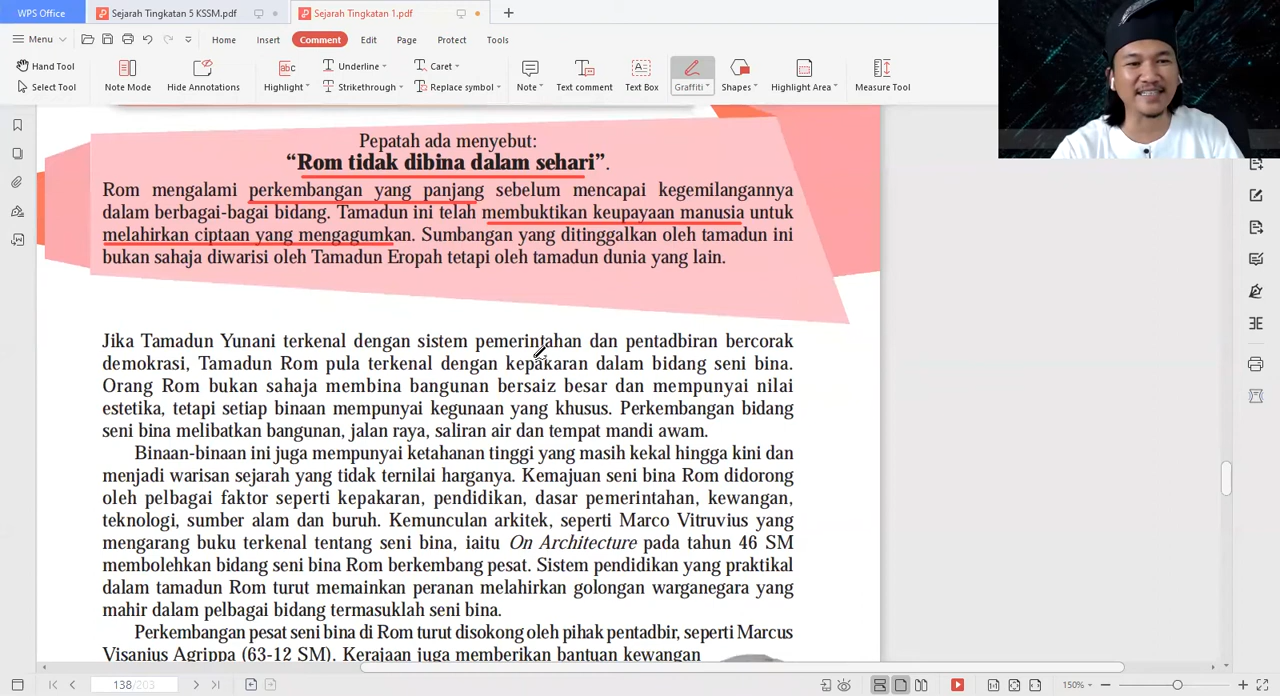 WPS Office
Sejarah Tingkatan 5 KSSM.pdf
Sejarah Tingkatan 1.pdf
Menu
Home
Insert
Comment
Edit
Page
Protect
Tools
Hand Tool
Select Tool
Note Mode
Hide Annotations
Highlight
Underline
Strikethrough
Caret
Replace symbol
Note
Text comment
Text Box
Graffiti
Shapes
Highlight Area
Measure Tool
Pepatah ada menyebut:
“Rom tidak dibina dalam sehari”.
Rom mengalami perkembangan yang panjang sebelum mencapai kegemilangannya
dalam berbagai-bagai bidang. Tamadun ini telah membuktikan keupayaan manusia untuk
melahirkan ciptaan yang mengagumkan. Sumbangan yang ditinggalkan oleh tamadun ini
bukan sahaja diwarisi oleh Tamadun Eropah tetapi oleh tamadun dunia yang lain.
Jika Tamadun Yunani terkenal dengan sistem pemerintahan dan pentadbiran bercorak
demokrasi, Tamadun Rom pula terkenal dengan kepakaran dalam bidang seni bina.
Orang Rom bukan sahaja membina bangunan bersaiz besar dan mempunyai nilai
estetika, tetapi setiap binaan mempunyai kegunaan yang khusus. Perkembangan bidang
seni bina melibatkan bangunan, jalan raya, saliran air dan tempat mandi awam.
Binaan-binaan ini juga mempunyai ketahanan tinggi yang masih kekal hingga kini dan
menjadi warisan sejarah yang tidak ternilai harganya. Kemajuan seni bina Rom didorong
oleh pelbagai faktor seperti kepakaran, pendidikan, dasar pemerintahan, kewangan,
teknologi, sumber alam dan buruh. Kemunculan arkitek, seperti Marco Vitruvius yang
mengarang buku terkenal tentang seni bina, iaitu On Architecture pada tahun 46 SM
membolehkan bidang seni bina Rom berkembang pesat. Sistem pendidikan yang praktikal
dalam tamadun Rom turut memainkan peranan melahirkan golongan warganegara yang
mahir dalam pelbagai bidang termasuklah seni bina.
Perkembangan pesat seni bina di Rom turut disokong oleh pihak pentadbir, seperti Marcus
Visanius Agrippa (63-12 SM). Kerajaan juga memberikan bantuan kewangan
138/203
150%